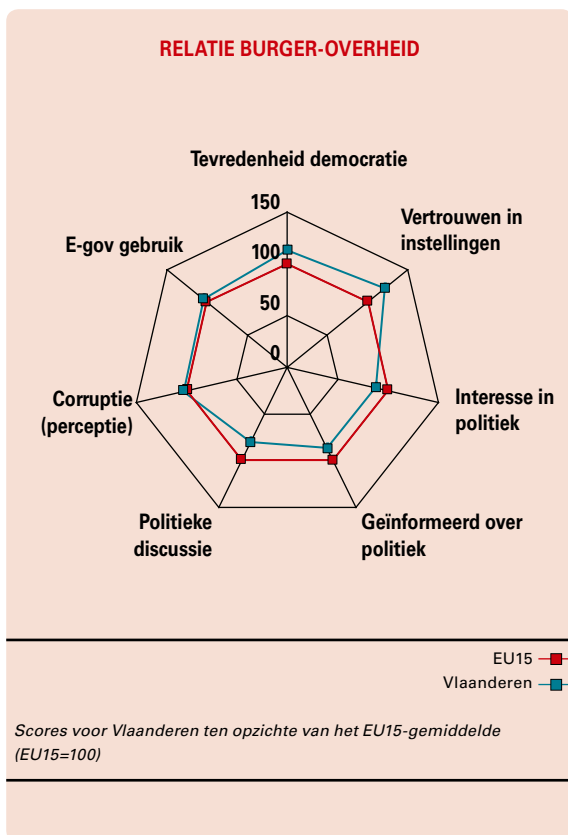 RELATIE BURGER-OVERHEID
Tevredenheid democratie
150
100
50
0
Vertrouwen in
instellingen
Interesse in
politiek
Geïnformeerd over
politiek
Politieke
discussie
Corruptie
(perceptie)
E-gov gebruik
EU15
Vlaanderen
Scores voor Vlaanderen ten opzichte van het EU15-gemiddelde
(EU15=100)